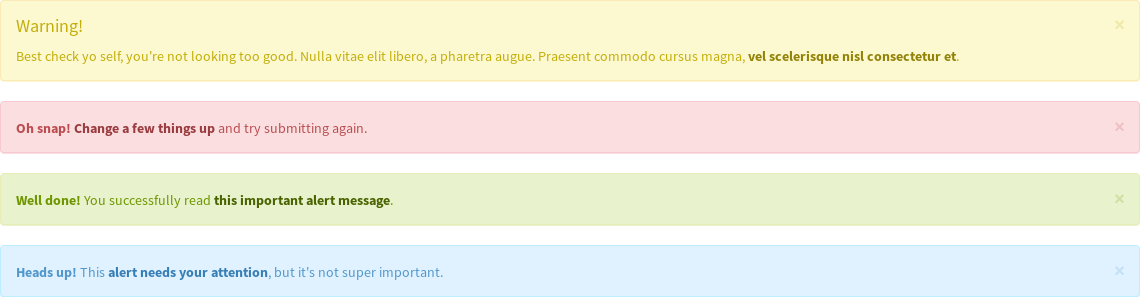 Warning!
×
Best check yo self, you're not looking too good. Nulla vitae elit libero, a pharetra augue. Praesent commodo cursus magna, vel scelerisque nisl consectetur et.
Oh snap! Change a few things up and try submitting again.
×
Well done! You successfully read this important alert message.
×
Heads up! This alert needs your attention, but it's not super important.
×